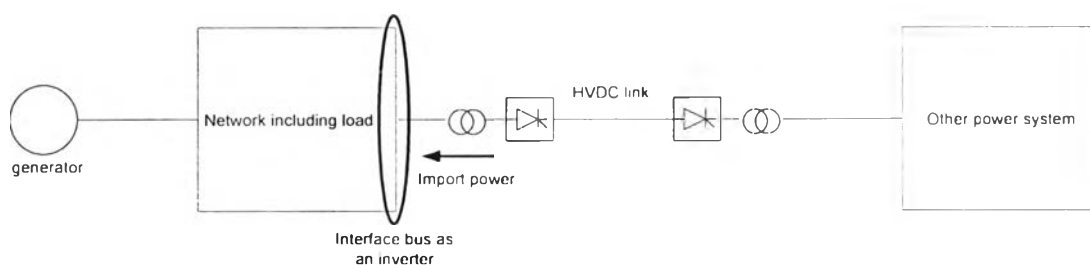 generator
Network including load
Import power
Interface bus as
an inverter
HVDC link
Other power system